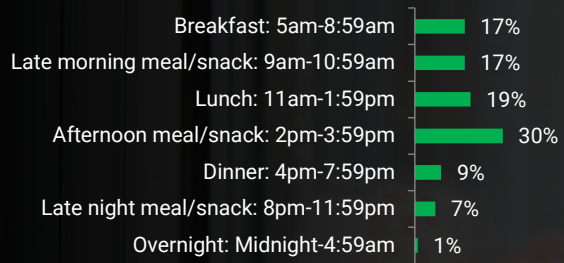 Breakfast: 5am-8:59am 17%
Late morning meal/snack: 9am-10:59am 17%
Lunch: 11am-1:59pm 19%
Afternoon meal/snack: 2pm-3:59pm 30%
Dinner: 4pm-7:59pm 9%
Late night meal/snack: 8pm-11:59pm 7%
Overnight: Midnight-4:59am 1%